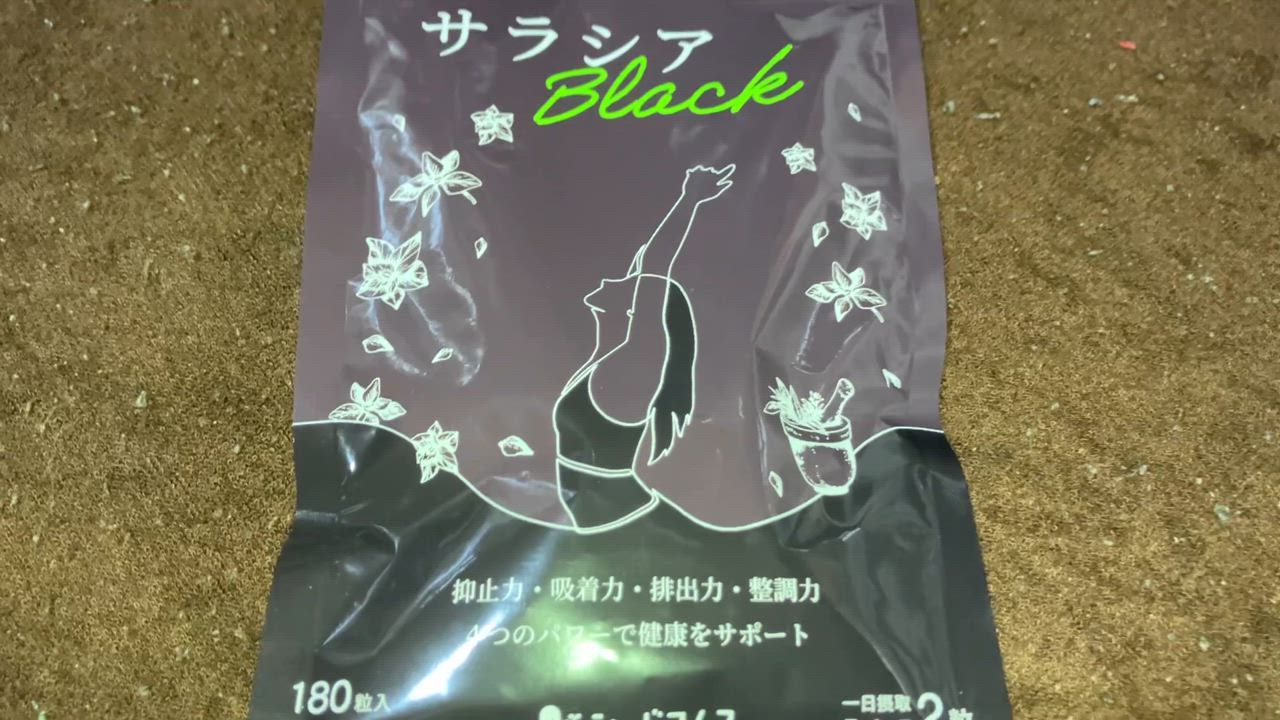 サラシア
Black
抑止力・吸着力・排出力・整調力
4つのパワーで健康をサポート
180粒入
一日摂取